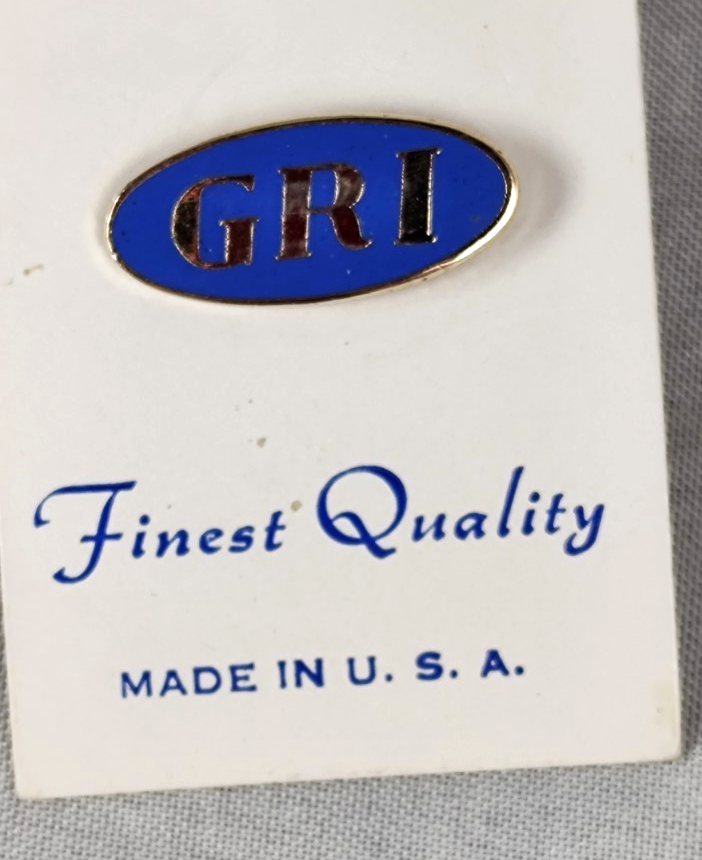 GRI
Finest Quality
MADE IN U. S. A.